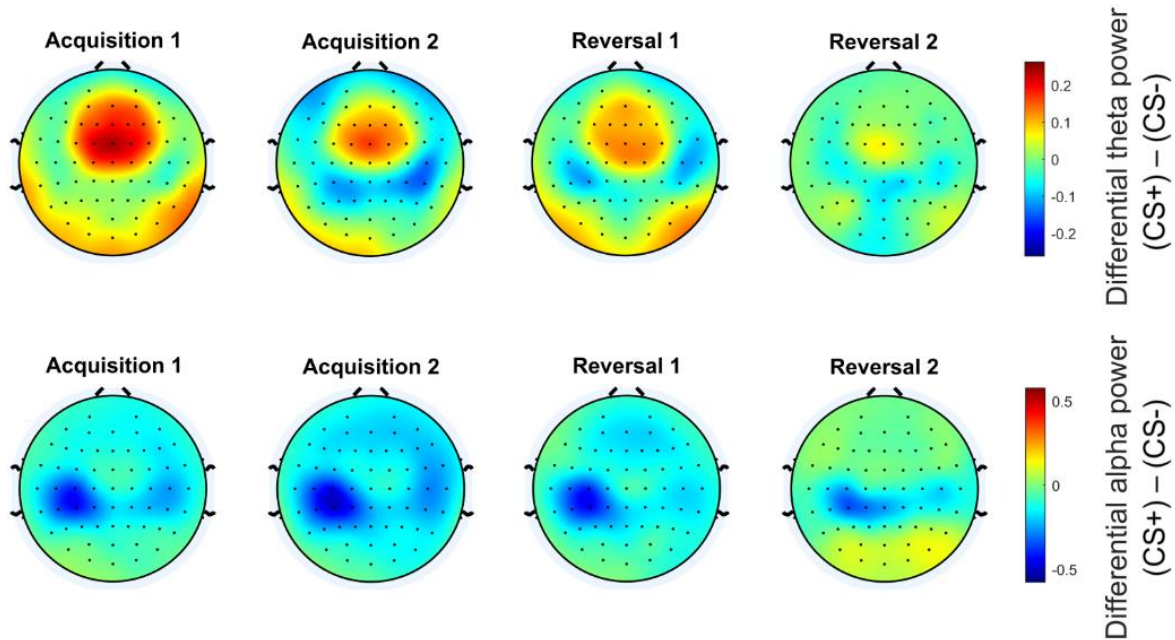 Acquisition 1
Acquisition 2
Reversal 1
Reversal 2
0.2
0.1
0
-0.1
-0.2
Differential theta power
(CS+) – (CS-)
Acquisition 1
Acquisition 2
Reversal 1
Reversal 2
0.5
0
-0.5
Differential alpha power
(CS+) – (CS-)